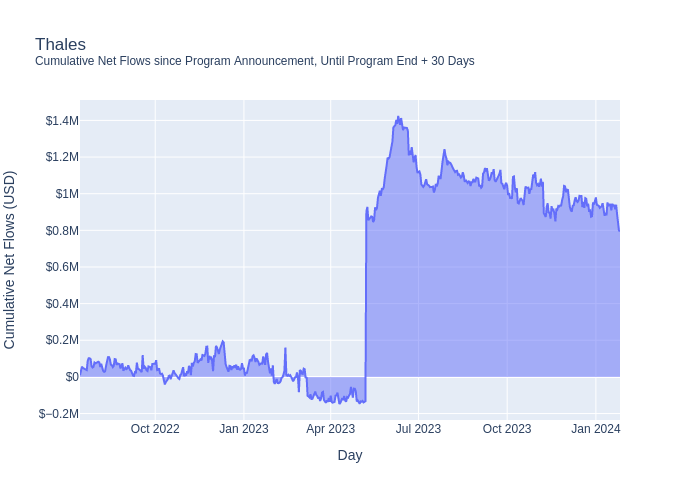 Thales
Cumulative Net Flows since Program Announcement, Until Program End + 30 Days
Cumulative Net Flows (USD)
$1.4M
$1.2M
$1M
$0.8M
$0.6M
$0.4M
$0.2M
$0
$−0.2M
Oct 2022 Jan 2023 Apr 2023 Jul 2023 Oct 2023 Jan 2024
Day